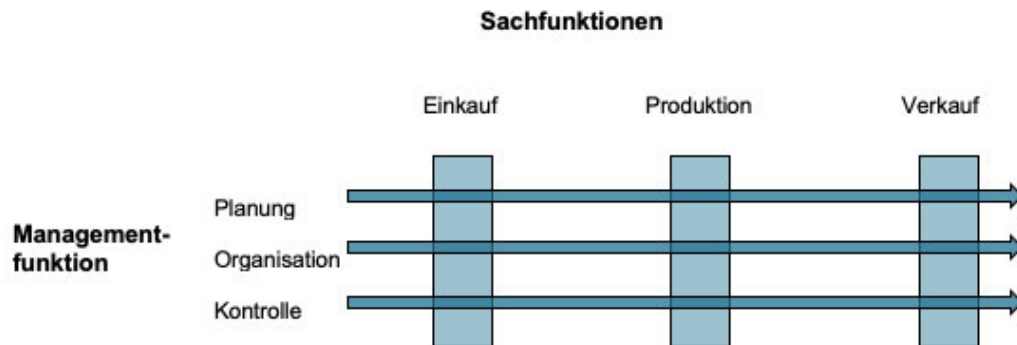 Sachfunktionen
Einkauf Produktion Verkauf
Planung
Management-
funktion
Organisation
Kontrolle